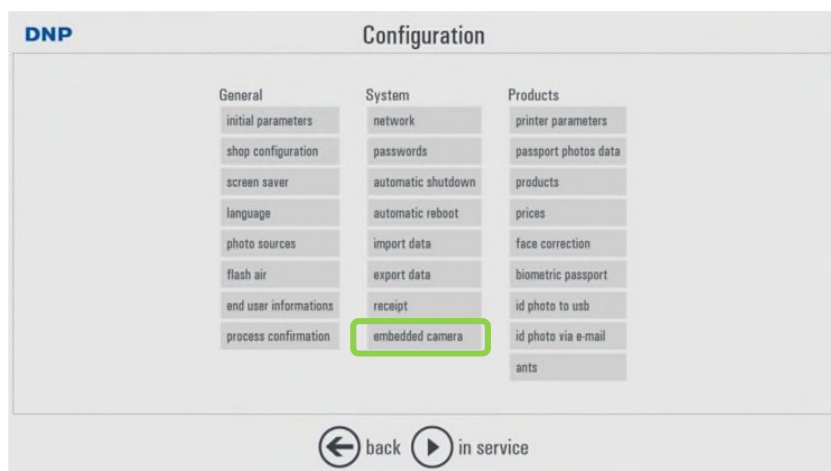 DNP
Configuration
General
initial parameters
shop configuration
screen saver
language
photo sources
flash air
end user informations
process confirmation
System
network
passwords
automatic shutdown
automatic reboot
import data
export data
receipt
embedded camera
Products
printer parameters
passport photos data
products
prices
face correction
biometric passport
id photo to usb
id photo via e-mail
ants
back
in service